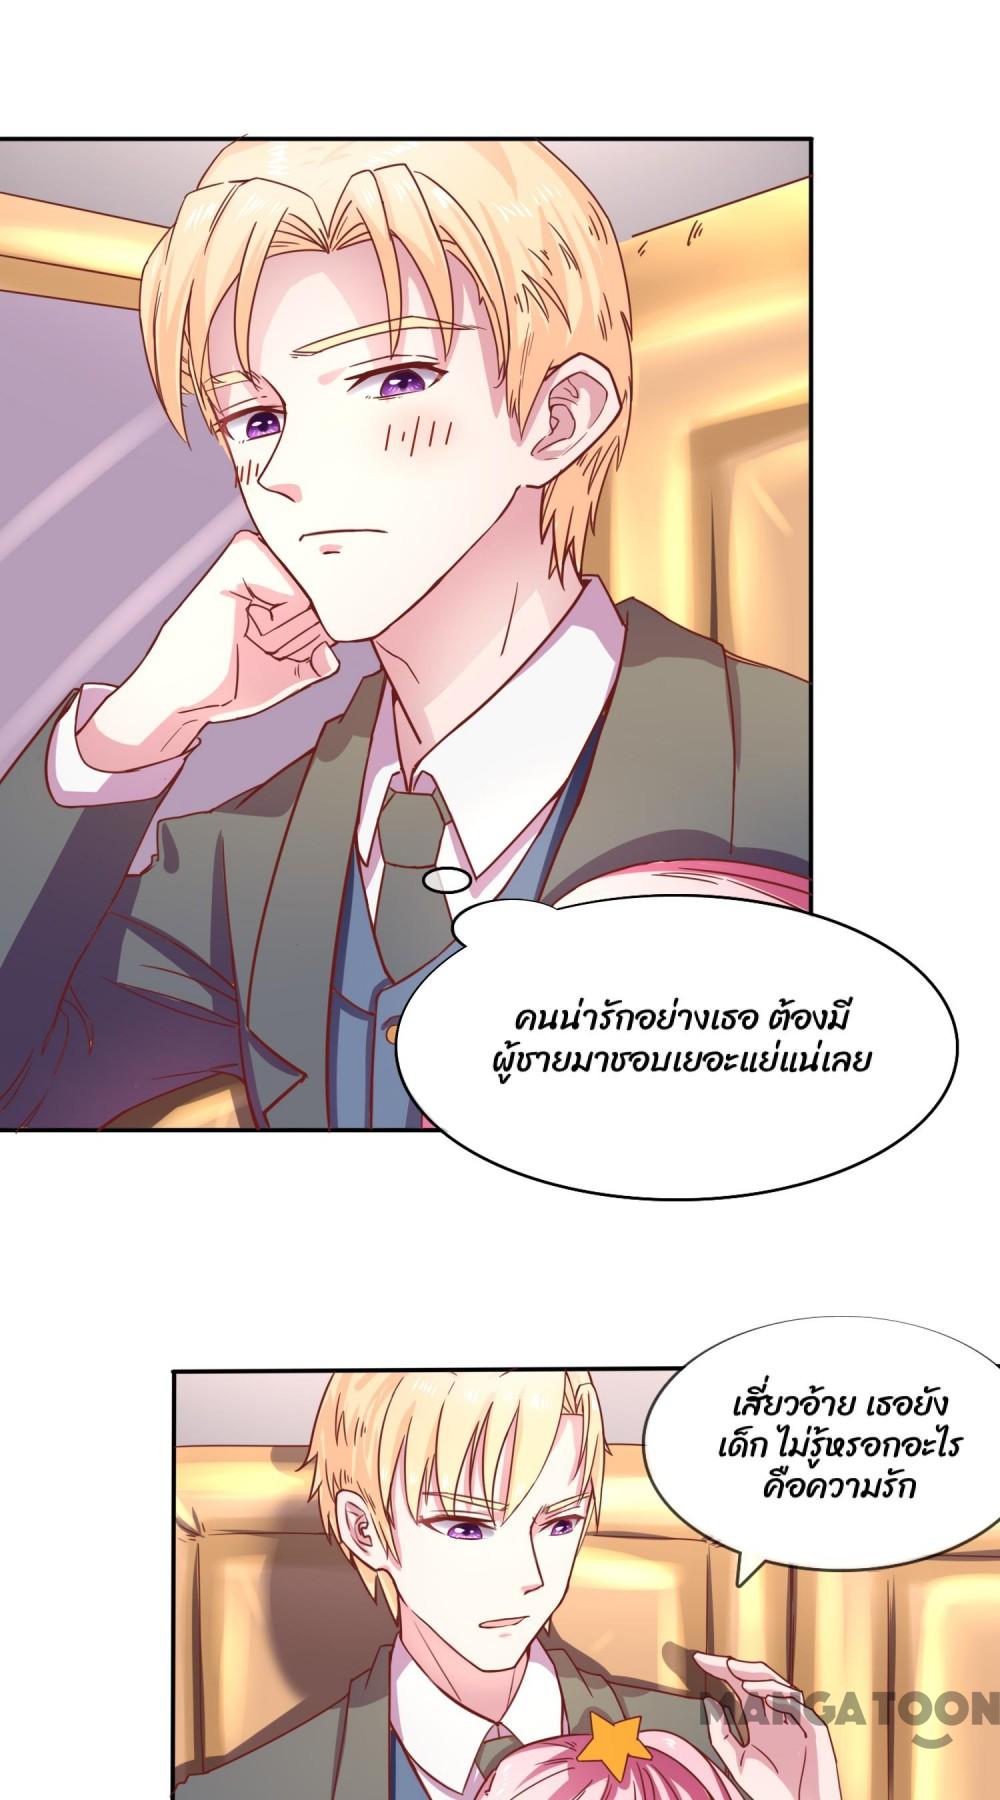 คนน่ารักอย่างเธอ ต้องมี
ผู้ชายมาชอบเยอะแย่แน่เลย
เสี่ยวอ้าย เธอยัง
เด็ก ไม่รู้หรอกอะไร
คือความรัก
MANGATOON